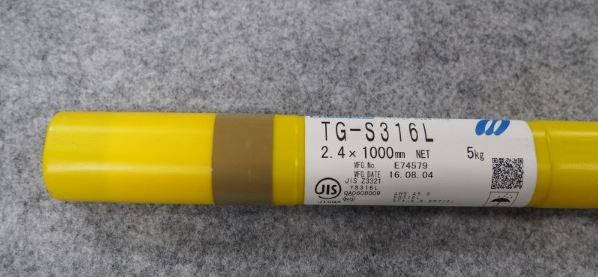 TG-S316L
2.4×1000mm NET 5kg
MFG.No. E74579
MFG.DATE 16.08.04
JIS Z3321
YS316L
JIS
QA0608008